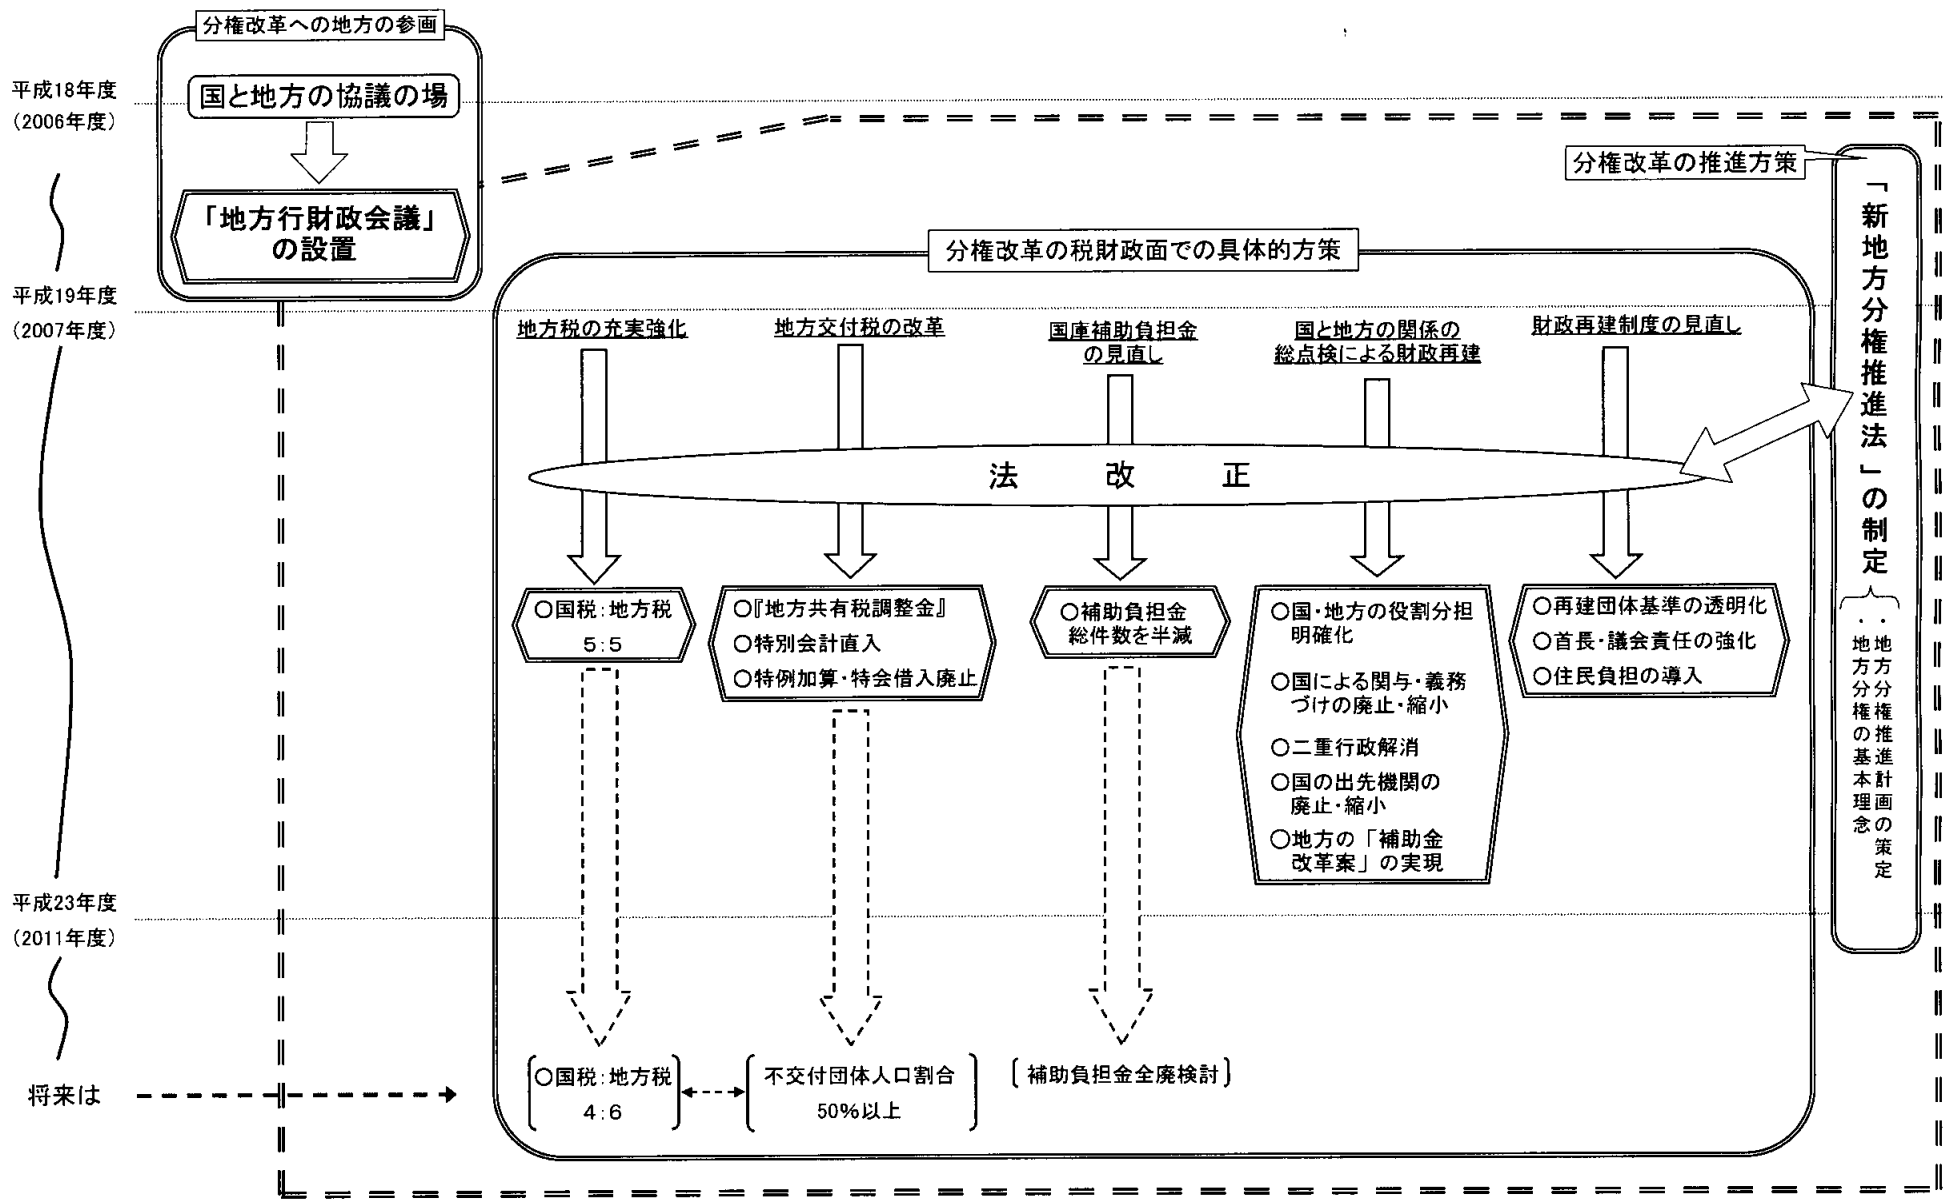 分権改革への地方の参画
平成18年度
(2006年度)
国と地方の協議の場
「地方行財政会議」
の設置
分権改革の推進方策
「新地方分権推進法」の制定
・地方分権推進計画の策定
・地方分権の基本理念
分権改革の税財政面での具体的方策
平成19年度
(2007年度)
地方税の充実強化
地方交付税の改革
国庫補助負担金
の見直し
国と地方の関係の
総点検による財政再建
財政再建制度の見直し
法 改 正
○国税:地方税
5:5
○『地方共有税調整金』
○特別会計直入
○特例加算・特会借入廃止
○補助負担金
総件数を半減
○国・地方の役割分担
明確化
○国による関与・義務
づけの廃止・縮小
○二重行政解消
○国の出先機関の
廃止・縮小
○地方の「補助金
改革案」の実現
○再建団体基準の透明化
○首長・議会責任の強化
○住民負担の導入
平成23年度
(2011年度)
将来は
○国税:地方税
4:6
不交付団体人口割合
50%以上
補助負担金全廃検討